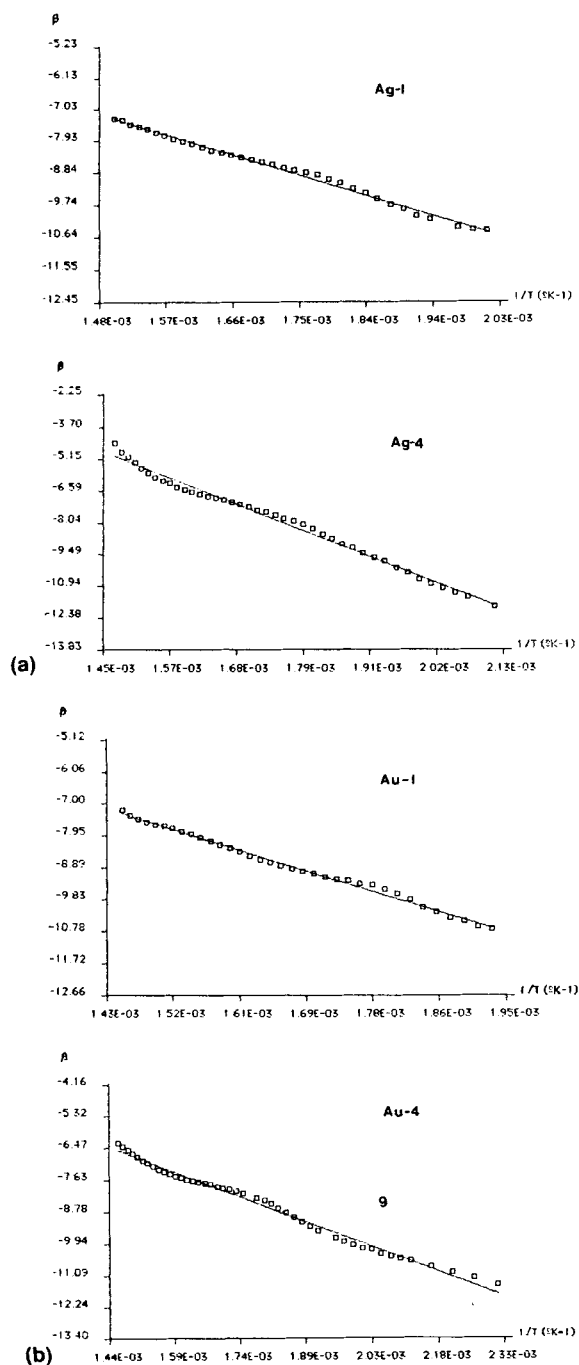 β
-5.23
-6.13
Ag-1
-7.03
-7.93
-8.84
-9.74
-10.64
-11.55
-12.45
1/T (ºK-1)
1.48E-03 1.57E-03 1.66E-03 1.75E-03 1.84E-03 1.94E-03 2.03E-03
β
-2.25
-3.70
Ag-4
-5.15
-6.59
-8.04
-9.49
-10.94
-12.38
-13.83
1/T (ºK-1)
(a)
1.45E-03 1.57E-03 1.68E-03 1.79E-03 1.91E-03 2.02E-03 2.13E-03
β
-5.12
-6.06
Au-1
-7.00
-7.95
-8.89
-9.83
-10.78
-11.72
-12.66
1/T (ºK-1)
1.43E-03 1.52E-03 1.61E-03 1.69E-03 1.78E-03 1.86E-03 1.95E-03
β
-4.16
-5.32
Au-4
-6.47
-7.63
9
-8.78
-9.94
-11.09
-12.24
-13.40
1/T (ºK-1)
(b)
1.44E-03 1.59E-03 1.74E-03 1.89E-03 2.03E-03 2.18E-03 2.33E-03